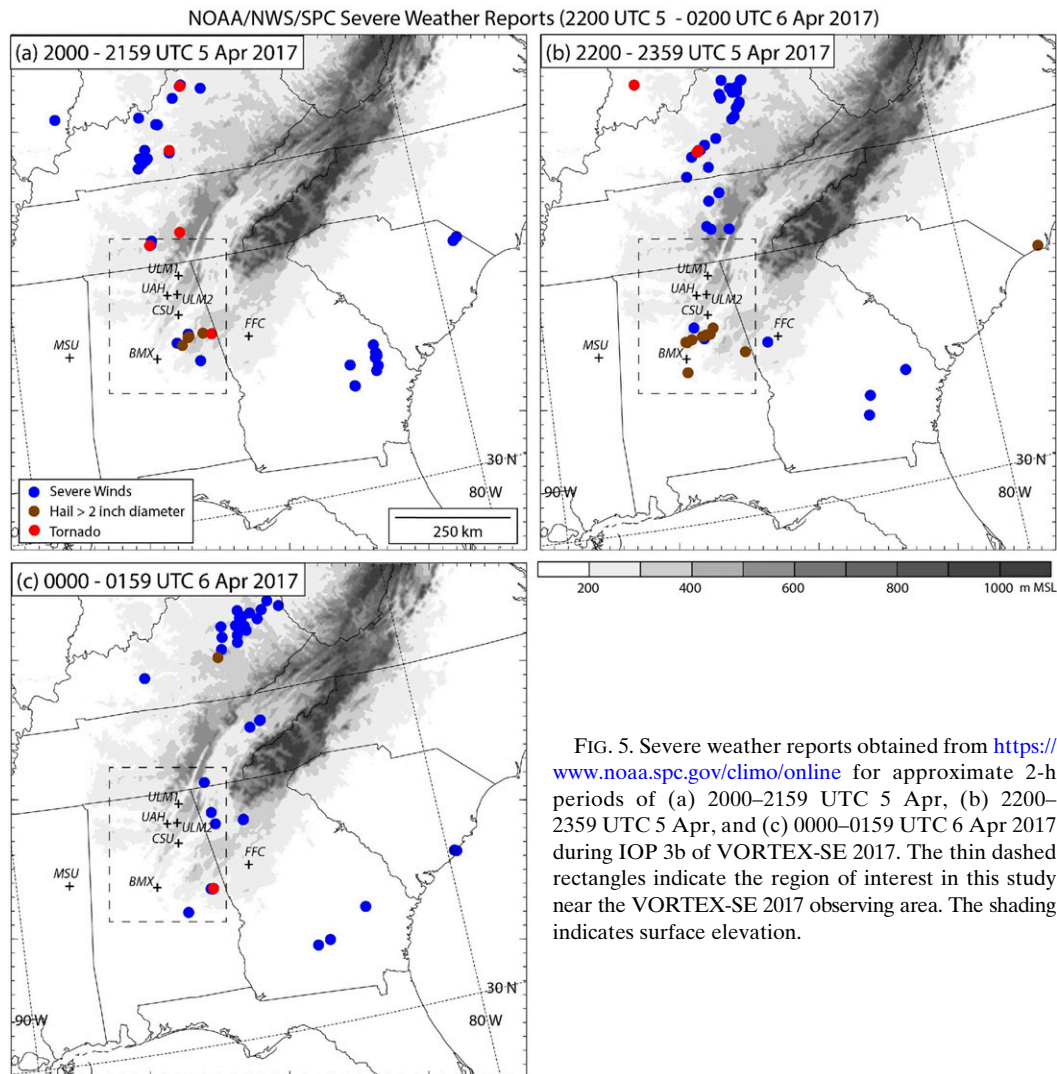 NOAA/NWS/SPC Severe Weather Reports (2200 UTC 5 - 0200 UTC 6 Apr 2017)
(a) 2000 - 2159 UTC 5 Apr 2017
ULM1
UAH
ULM2
CSU
FFC
MSU
BMX
30 N
80 W
Severe Winds
Hail > 2 inch diameter
Tornado
250 km
(b) 2200 - 2359 UTC 5 Apr 2017
ULM1
UAH
ULM2
CSU
FFC
MSU
BMX
30 N
90W
80 W
200 400 600 800 1000 m MSL
(c) 0000 - 0159 UTC 6 Apr 2017
ULM1
UAH
ULM2
CSU
FFC
MSU
BMX
30 N
90 W
80 W
FIG. 5. Severe weather reports obtained from https://
www.noaa.spc.gov/climo/online for approximate 2-h
periods of (a) 2000–2159 UTC 5 Apr, (b) 2200–
2359 UTC 5 Apr, and (c) 0000–0159 UTC 6 Apr 2017
during IOP 3b of VORTEX-SE 2017. The thin dashed
rectangles indicate the region of interest in this study
near the VORTEX-SE 2017 observing area. The shading
indicates surface elevation.